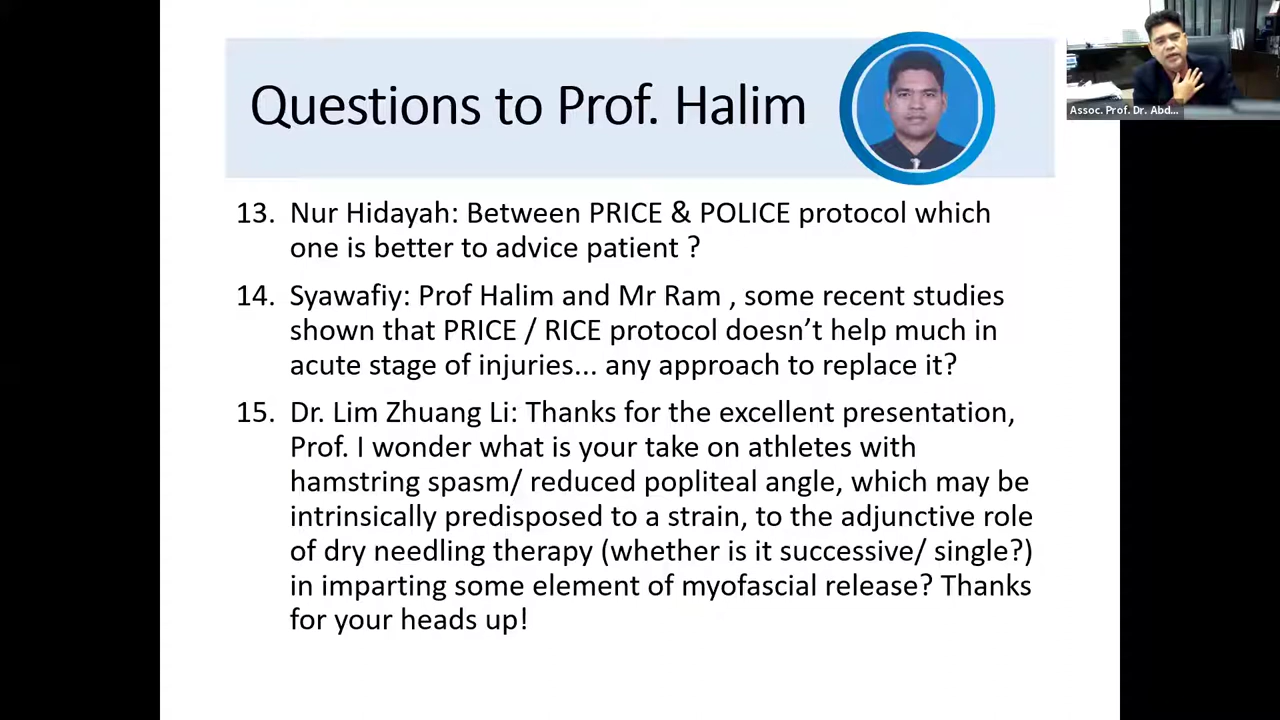 Questions to Prof. Halim
Assoc. Prof. Dr. Abd...
13. Nur Hidayah: Between PRICE & POLICE protocol which
one is better to advice patient ?
14. Syawafiy: Prof Halim and Mr Ram , some recent studies
shown that PRICE / RICE protocol doesn’t help much in
acute stage of injuries... any approach to replace it?
15. Dr. Lim Zhuang Li: Thanks for the excellent presentation,
Prof. I wonder what is your take on athletes with
hamstring spasm/ reduced popliteal angle, which may be
intrinsically predisposed to a strain, to the adjunctive role
of dry needling therapy (whether is it successive/ single?)
in imparting some element of myofascial release? Thanks
for your heads up!